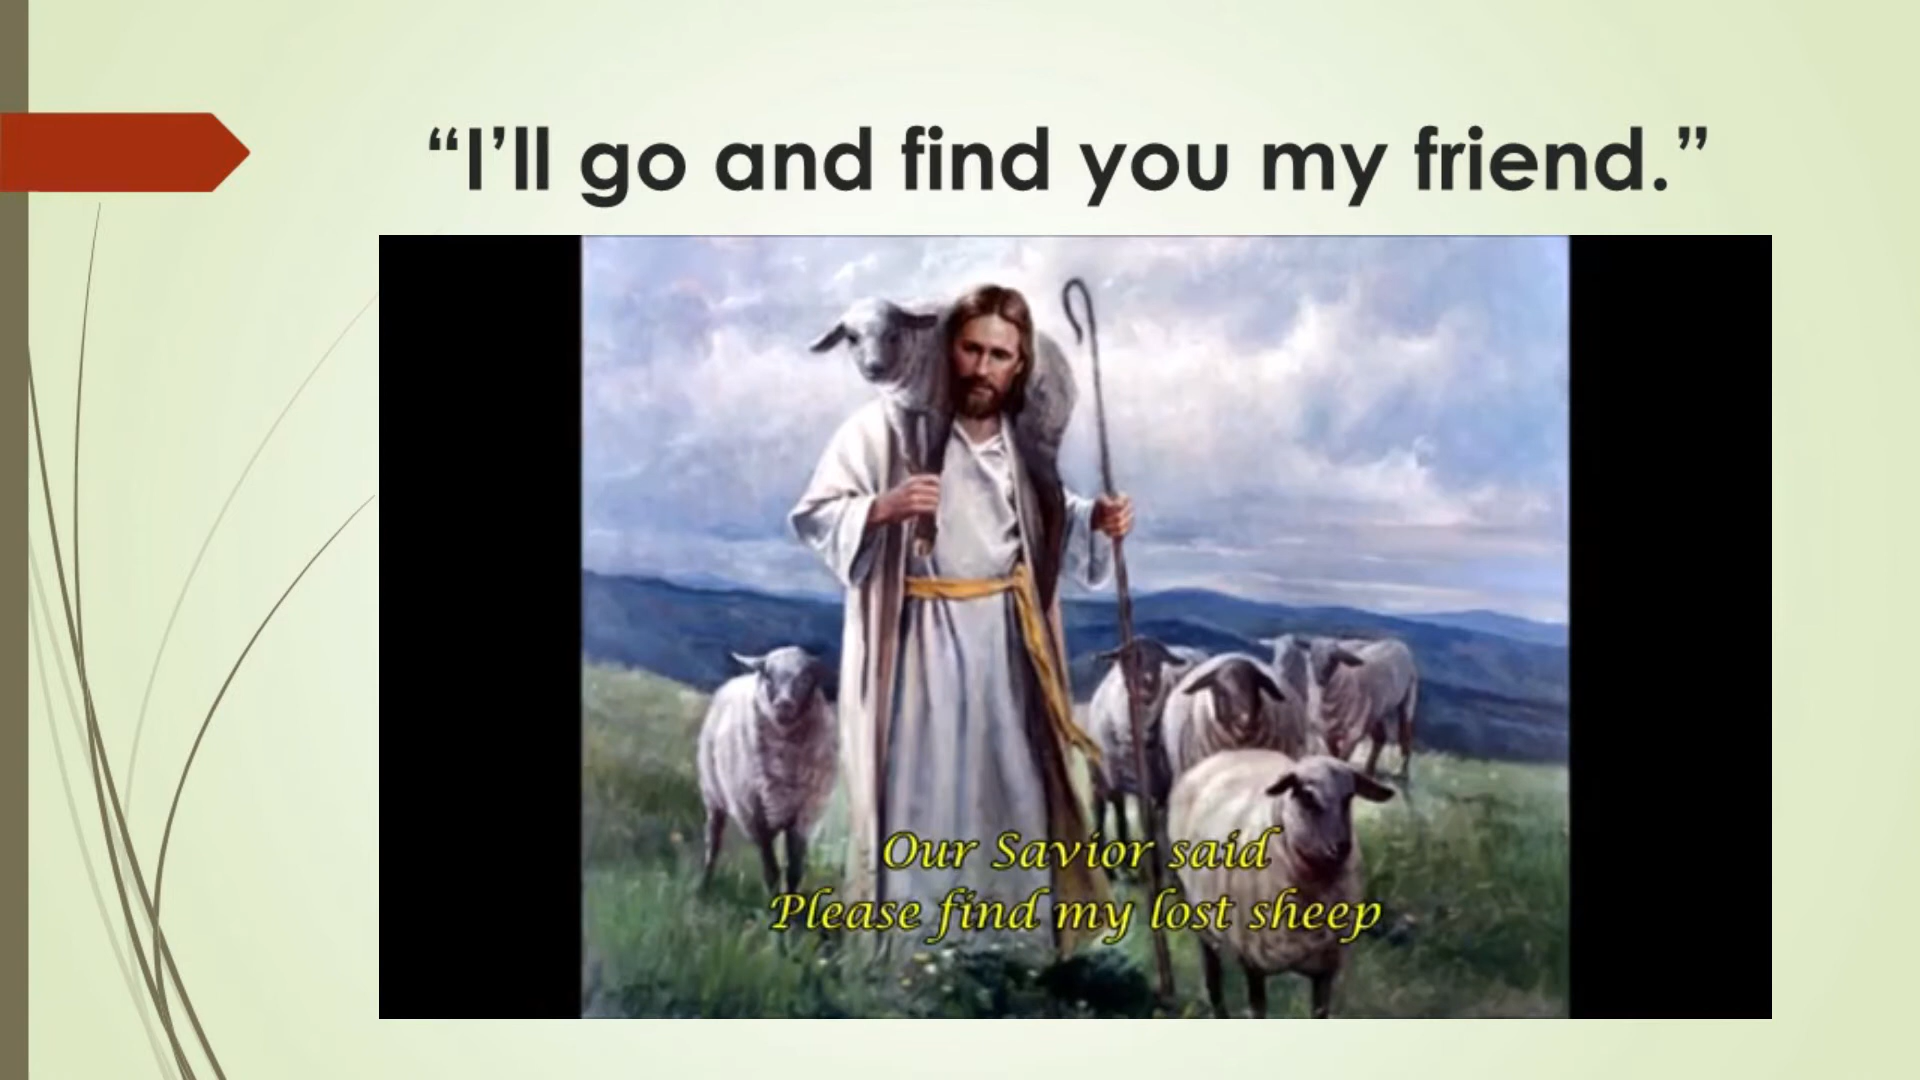 “I’ll go and find you my friend.”
Our Savior said
Please find my lost sheep